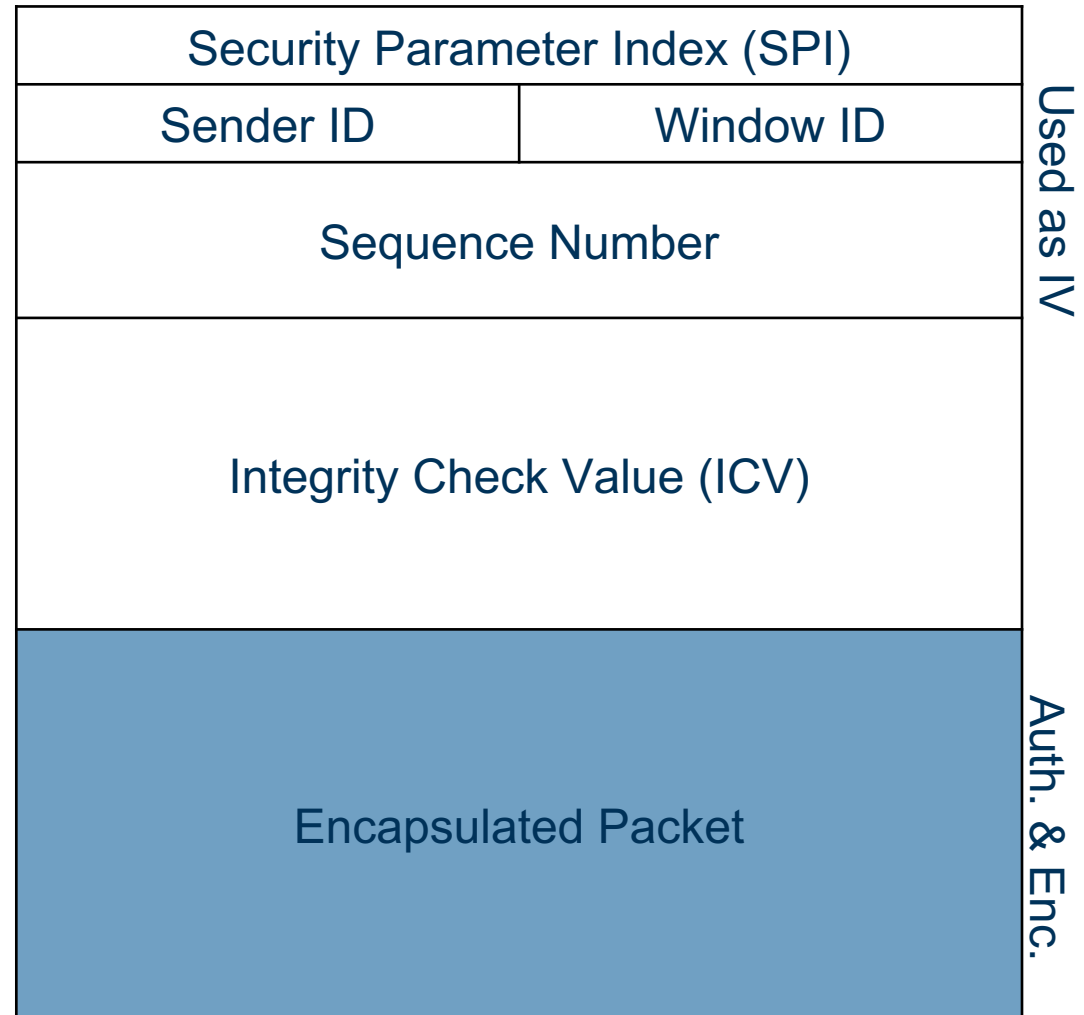 Security Parameter Index (SPI)
Sender ID
Window ID
Sequence Number
Used as IV
Integrity Check Value (ICV)
Encapsulated Packet
Auth. & Enc.